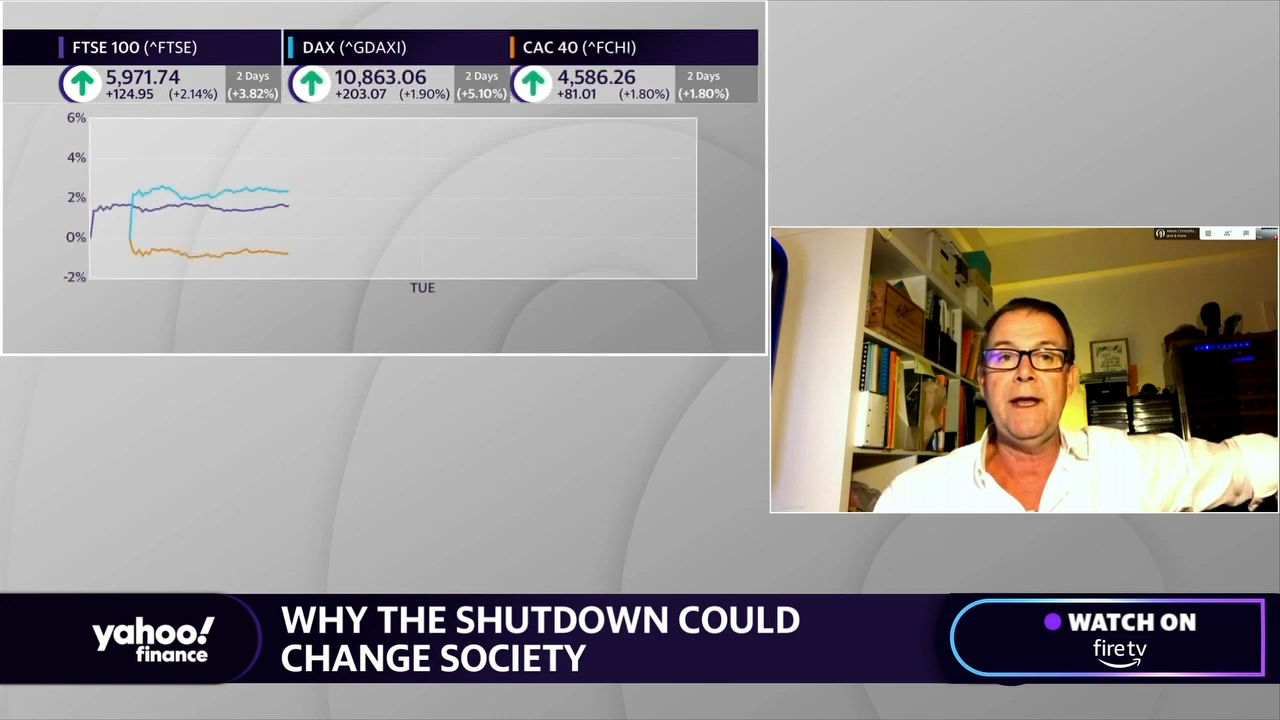 FTSE 100 (^FTSE)
5,971.74
+124.95 (+2.14%)
2 Days
(+3.82%)
DAX (^GDAXI)
10,863.06
+203.07 (+1.90%)
2 Days
(+5.10%)
CAC 40 (^FCHI)
4,586.26
+81.01 (+1.80%)
2 Days
(+1.80%)
6%
4%
2%
0%
-2%
TUE
yahoo!
finance
WHY THE SHUTDOWN COULD
CHANGE SOCIETY
WATCH ON
firetv